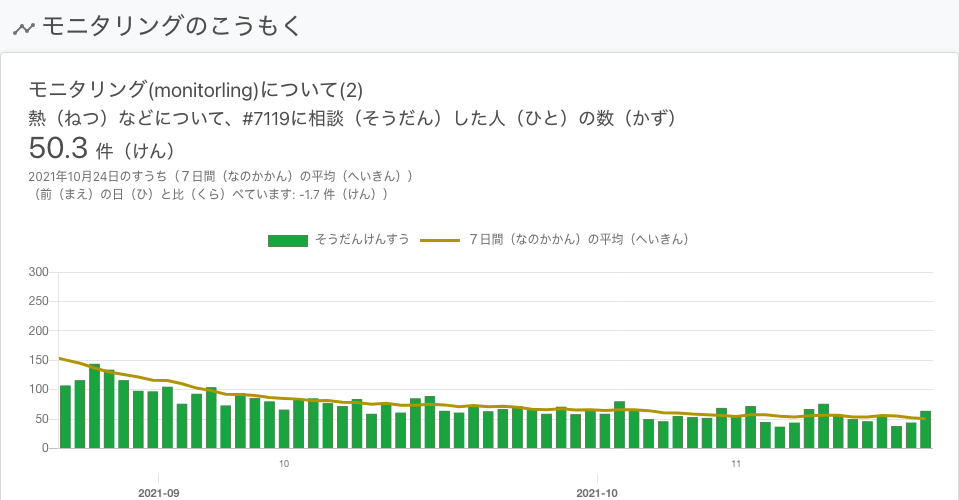 モニタリングのこうもく
モニタリング(monitorling)について(2)
熱（ねつ）などについて、#7119に相談（そうだん）した人（ひと）の数（かず）
50.3 件（けん）
2021年10月24日のすうち（７日間（なのかかん）の平均（へいきん））
（前（まえ）の日（ひ）と比（くら）べています: -1.7 件（けん））
そうだんけんすう ７日間（なのかかん）の平均（へいきん）
300
250
200
150
100
50
0
10 11
2021-09 2021-10